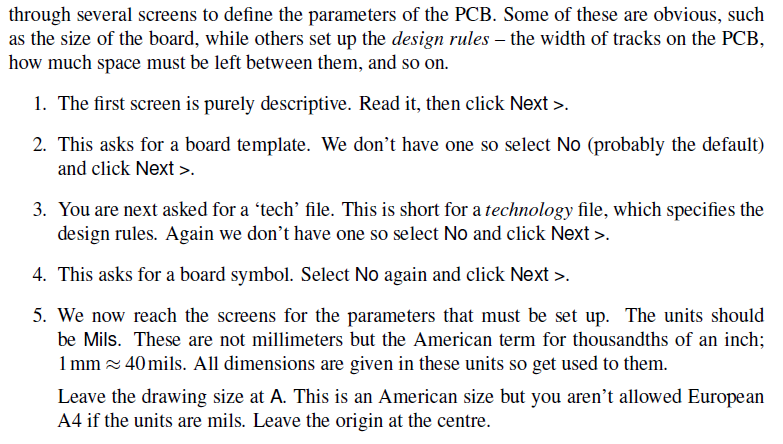 through several screens to define the parameters of the PCB. Some of these are obvious, such
as the size of the board, while others set up the design rules – the width of tracks on the PCB,
how much space must be left between them, and so on.
1. The first screen is purely descriptive. Read it, then click Next >.
2. This asks for a board template. We don't have one so select No (probably the default)
and click Next >.
3. You are next asked for a 'tech' file. This is short for a technology file, which specifies the
design rules. Again we don't have one so select No and click Next >.
4. This asks for a board symbol. Select No again and click Next >.
5. We now reach the screens for the parameters that must be set up. The units should
be Mils. These are not millimeters but the American term for thousandths of an inch;
1 mm ≈ 40 mils. All dimensions are given in these units so get used to them.
Leave the drawing size at A. This is an American size but you aren't allowed European
A4 if the units are mils. Leave the origin at the centre.